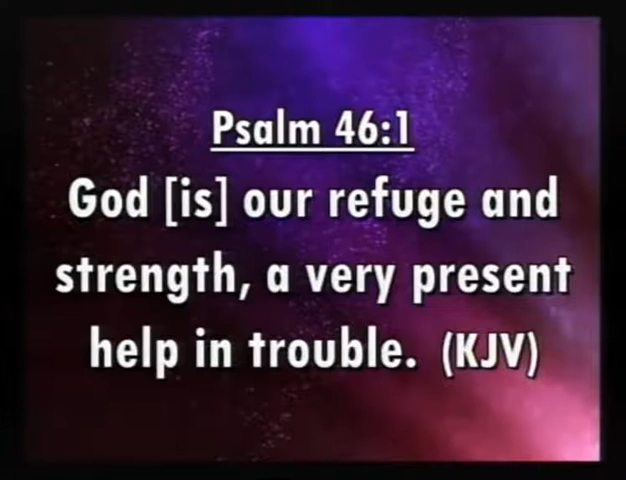 Psalm 46:1
God [is] our refuge and
strength, a very present
help in trouble. (KJV)